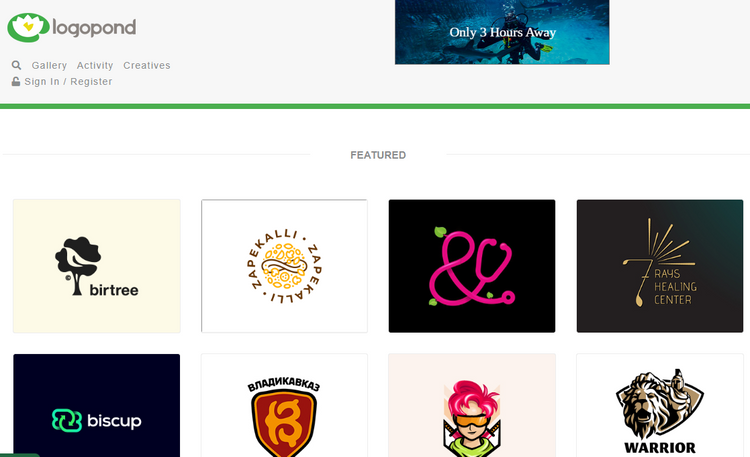 logopond
Only 3 Hours Away
Gallery Activity Creatives
Sign In / Register
FEATURED
birtree
ZAPEKALLI · ZAPEKALLI ·
&
7 RAYS
HEALING
CENTER
biscup
ВЛАДИКАВКАЗ
В
WARRIOR